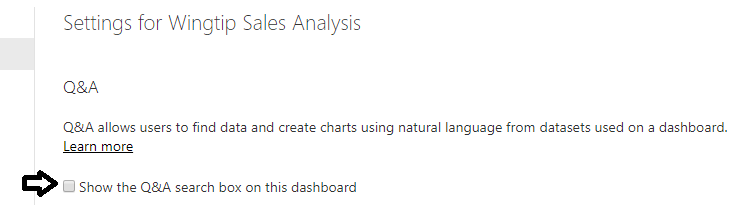 Settings for Wingtip Sales Analysis
Q&A
Q&A allows users to find data and create charts using natural language from datasets used on a dashboard.
Learn more
Show the Q&A search box on this dashboard